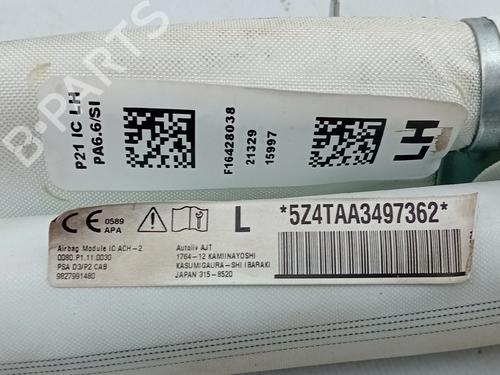 P21 IC LH
PA6.6/SI
F16428038
21329
15997
LH
B-PARTS
CE 0589
APA
L
*5Z4TAA3497362*
Airbag Module IC ACH-2
0080.P1.11.0030
PSA D3/P2 CAB
9827991480
Autoliv AJT
1764-12 KAMIINAYOSHI
KASUMIGAURA-SHI IBARAKI
JAPAN 315-8520